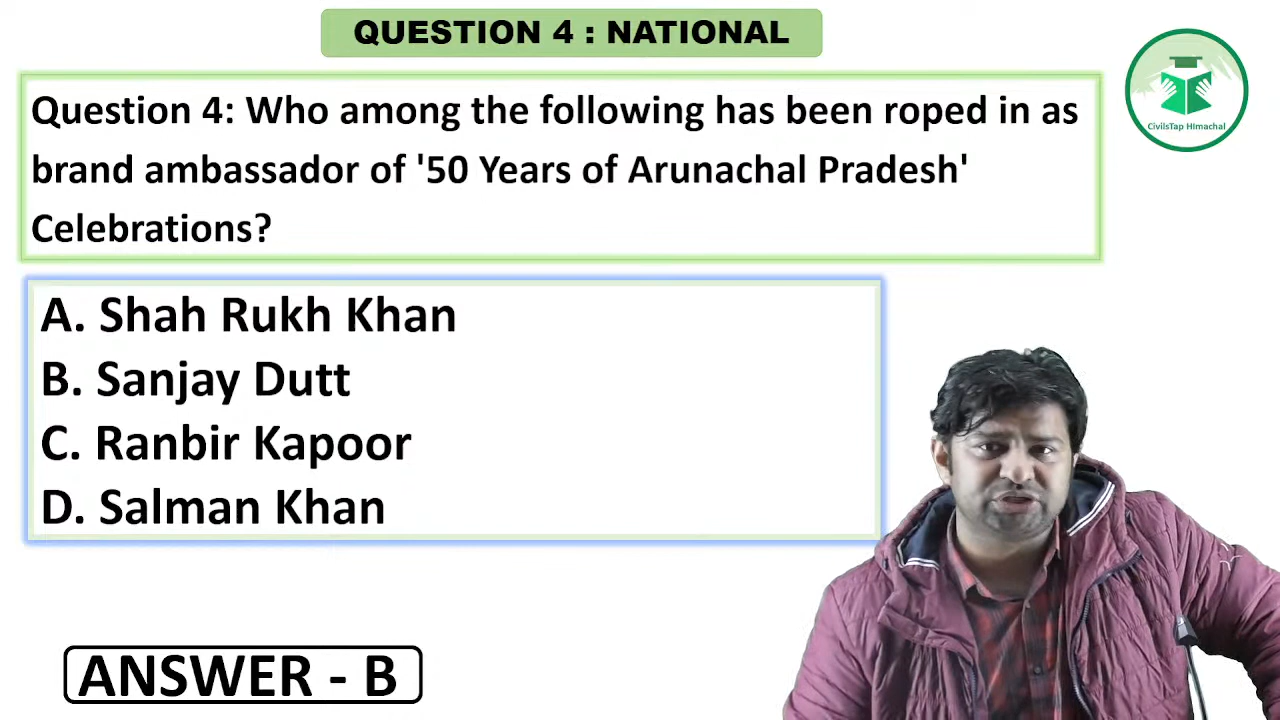 QUESTION 4 : NATIONAL
CivilsTap HImachal
Question 4: Who among the following has been roped in as
brand ambassador of '50 Years of Arunachal Pradesh'
Celebrations?
A. Shah Rukh Khan
B. Sanjay Dutt
C. Ranbir Kapoor
D. Salman Khan
ANSWER - B